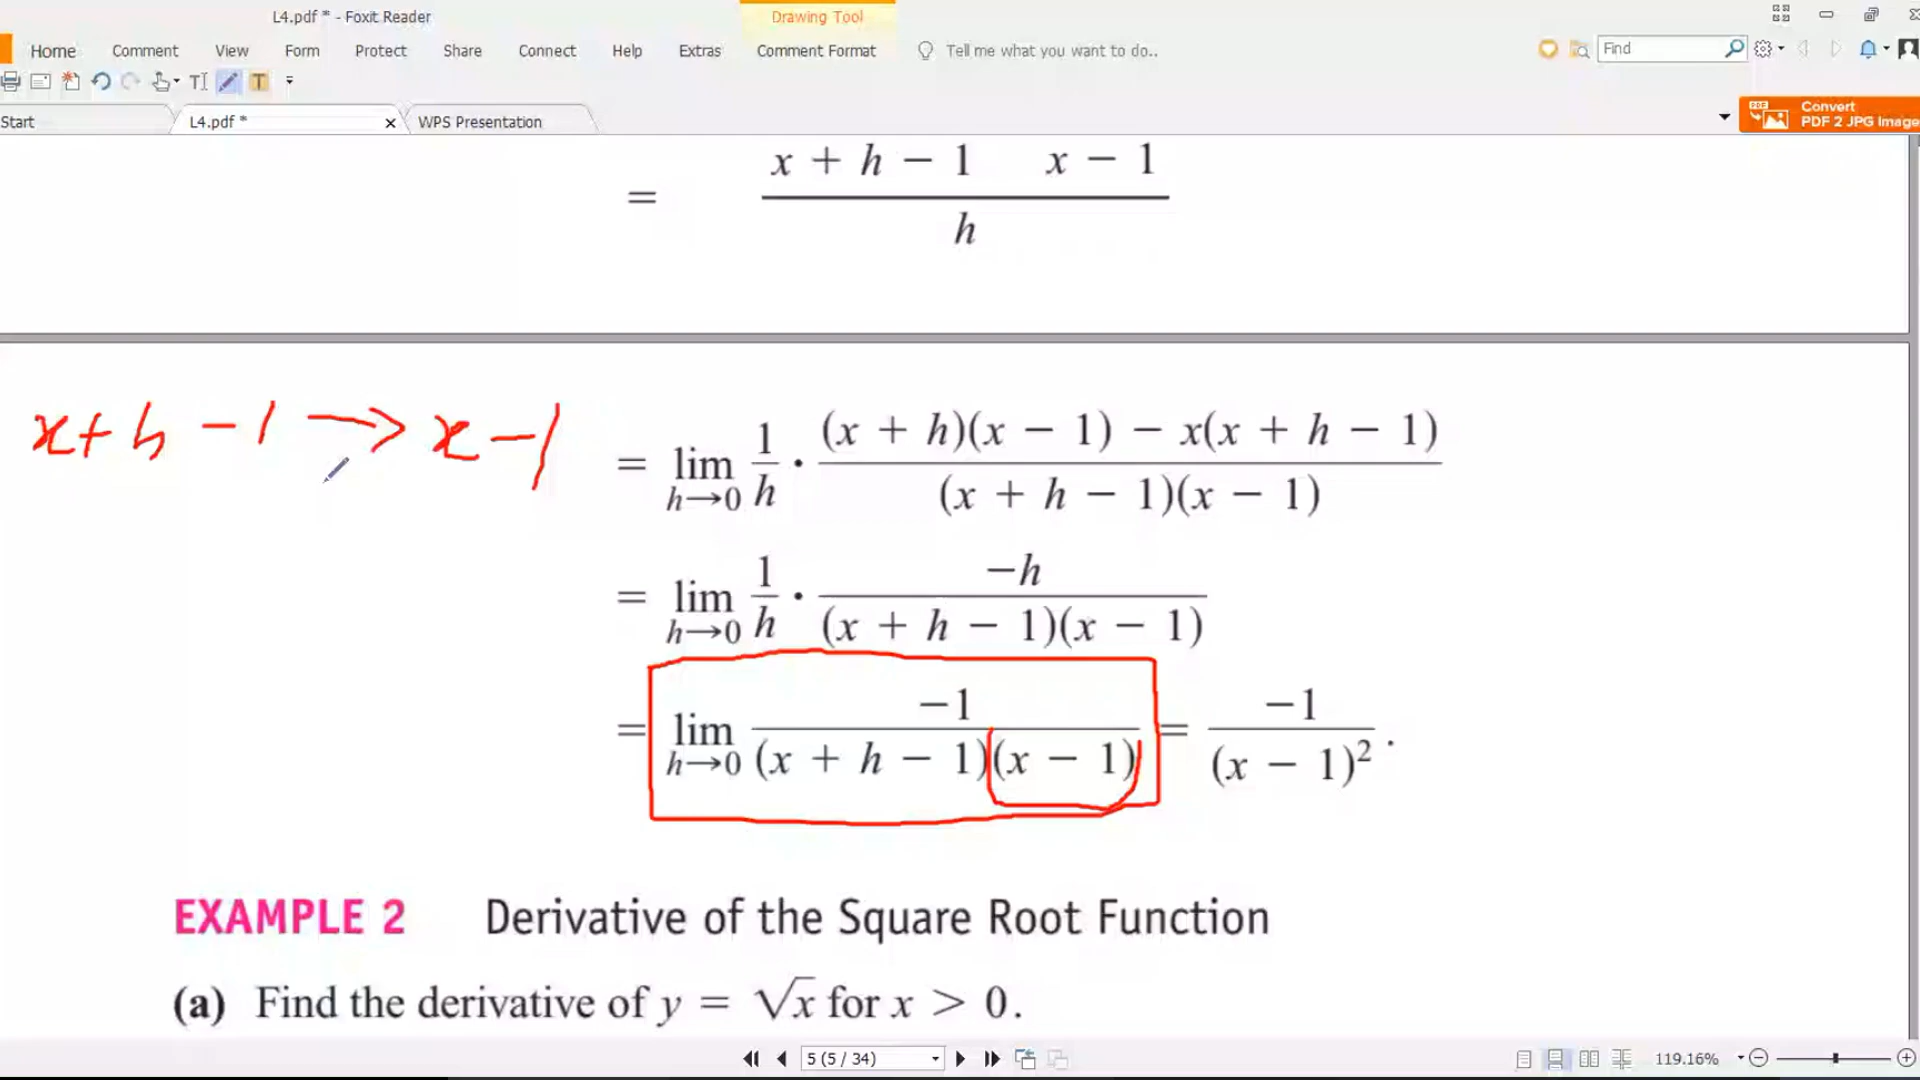 L4.pdf * - Foxit Reader
Drawing Tool
Home Comment View Form Protect Share Connect Help Extras Comment Format Tell me what you want to do.. Find
Start L4.pdf * WPS Presentation
Convert
PDF 2 JPG Image
x + h − 1 x − 1
=
h
x+h −1 → x −1
= lim h→0 1/h · (x + h)(x − 1) − x(x + h − 1) / (x + h − 1)(x − 1)
= lim h→0 1/h · −h / (x + h − 1)(x − 1)
= lim h→0 −1 / (x + h − 1)(x − 1) = −1 / (x − 1)².
EXAMPLE 2 Derivative of the Square Root Function
(a) Find the derivative of y = √x for x > 0.
5 (5 / 34) 119.16%